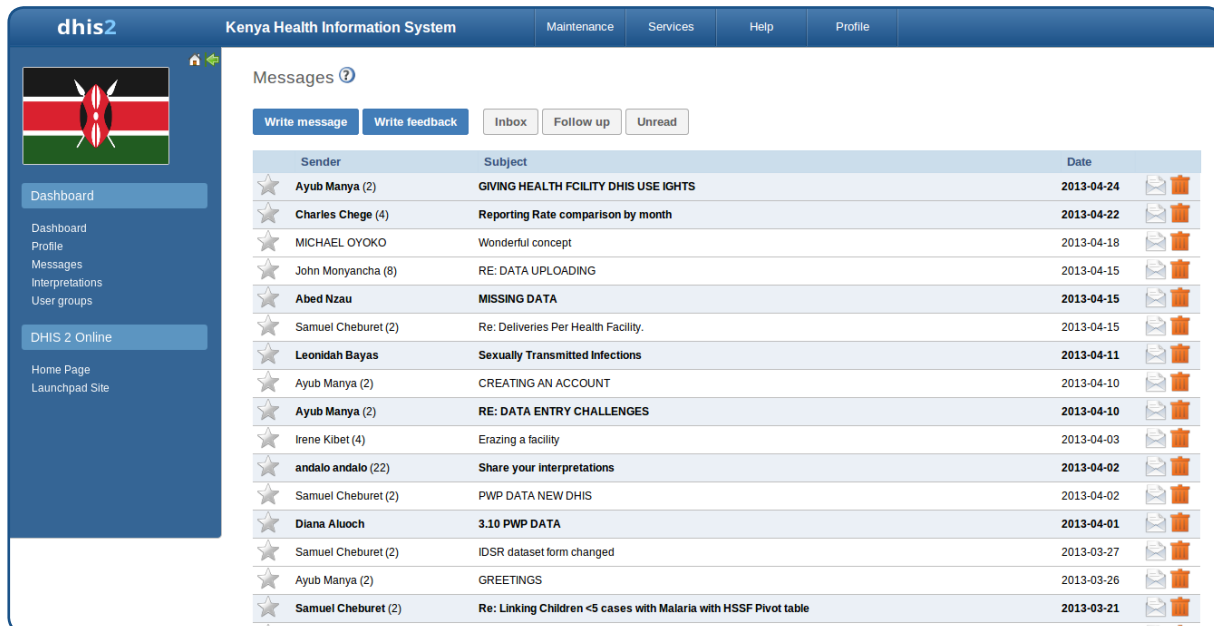 dhis2 Kenya Health Information System Maintenance Services Help Profile
Dashboard
Dashboard
Profile
Messages
Interpretations
User groups
DHIS 2 Online
Home Page
Launchpad Site
Messages ?
Write message Write feedback Inbox Follow up Unread
Sender Subject Date
Ayub Manya (2) GIVING HEALTH FCILITY DHIS USE IGHTS 2013-04-24
Charles Chege (4) Reporting Rate comparison by month 2013-04-22
MICHAEL OYOKO Wonderful concept 2013-04-18
John Monyancha (8) RE: DATA UPLOADING 2013-04-15
Abed Nzau MISSING DATA 2013-04-15
Samuel Cheburet (2) Re: Deliveries Per Health Facility. 2013-04-15
Leonidah Bayas Sexually Transmitted Infections 2013-04-11
Ayub Manya (2) CREATING AN ACCOUNT 2013-04-10
Ayub Manya (2) RE: DATA ENTRY CHALLENGES 2013-04-10
Irene Kibet (4) Erazing a facility 2013-04-03
andalo andalo (22) Share your interpretations 2013-04-02
Samuel Cheburet (2) PWP DATA NEW DHIS 2013-04-02
Diana Aluoch 3.10 PWP DATA 2013-04-01
Samuel Cheburet (2) IDSR dataset form changed 2013-03-27
Ayub Manya (2) GREETINGS 2013-03-26
Samuel Cheburet (2) Re: Linking Children <5 cases with Malaria with HSSF Pivot table 2013-03-21